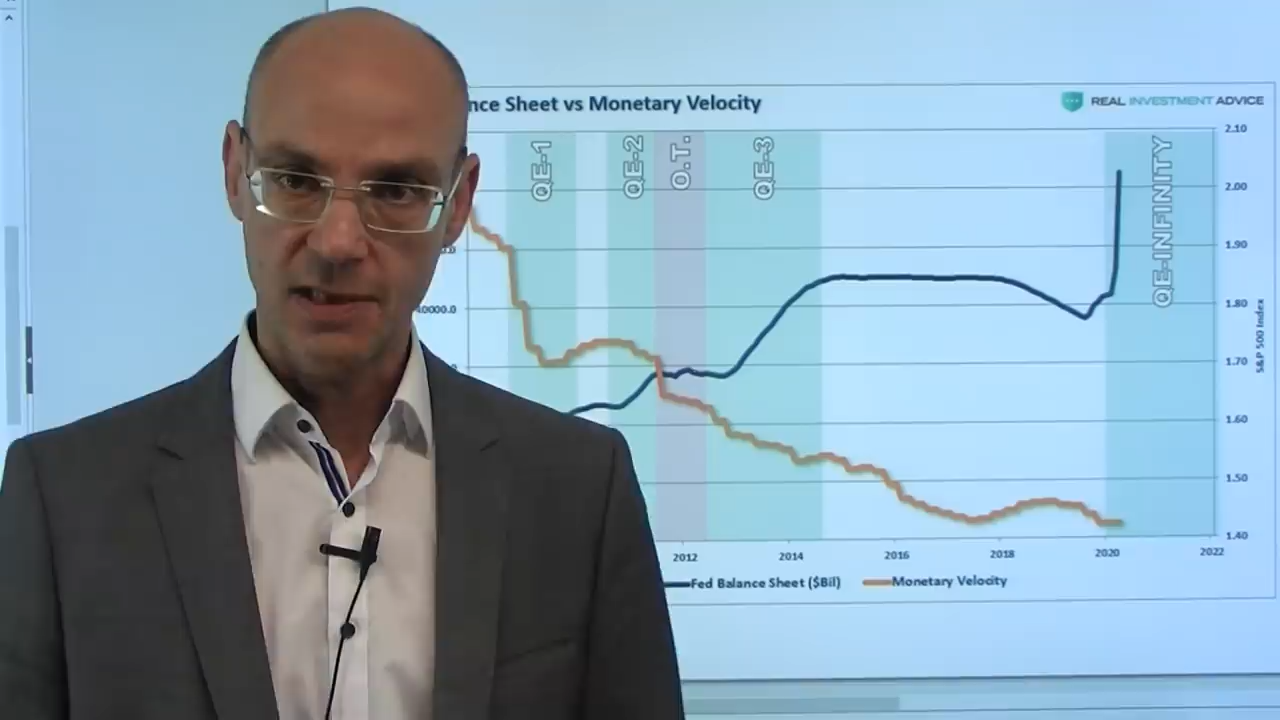 nce Sheet vs Monetary Velocity
REAL INVESTMENT ADVICE
QE-1
QE-2
O.T.
QE-3
QE-INFINITY
2.10
2.00
1.90
1.80
1.70
1.60
1.50
1.40
S&P 500 Index
0000.0
2012
2014
2016
2018
2020
2022
Fed Balance Sheet ($Bil)
Monetary Velocity